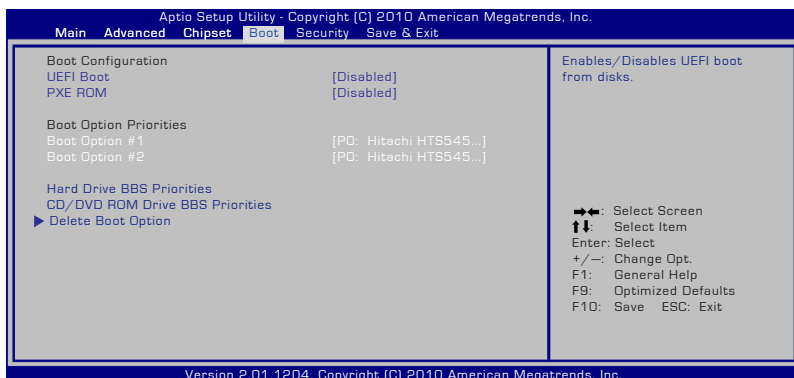 Aptio Setup Utility - Copyright (C) 2010 American Megatrends, Inc.
Main Advanced Chipset Boot Security Save & Exit
Boot Configuration
UEFI Boot [Disabled]
PXE ROM [Disabled]
Boot Option Priorities
Boot Option #1 [P0: Hitachi HTS545...]
Boot Option #2 [P0: Hitachi HTS545...]
Hard Drive BBS Priorities
CD/DVD ROM Drive BBS Priorities
▶ Delete Boot Option
Enables/Disables UEFI boot
from disks.
→←: Select Screen
↑↓: Select Item
Enter: Select
+/—: Change Opt.
F1: General Help
F9: Optimized Defaults
F10: Save ESC: Exit
Version 2.01.1204. Copyright (C) 2010 American Megatrends, Inc.